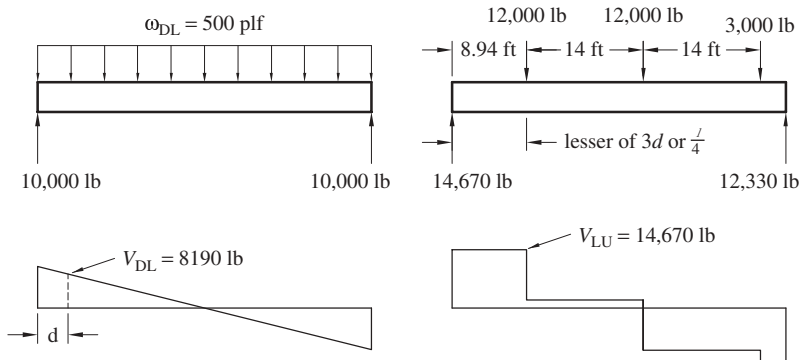 ω_DL = 500 plf
10,000 lb
10,000 lb
V_DL = 8190 lb
d
12,000 lb
12,000 lb
3,000 lb
8.94 ft
14 ft
14 ft
lesser of 3d or l/4
14,670 lb
12,330 lb
V_LU = 14,670 lb